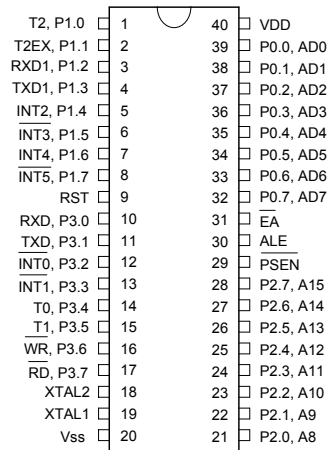 T2, P1.0 1 40 VDD
T2EX, P1.1 2 39 P0.0, AD0
RXD1, P1.2 3 38 P0.1, AD1
TXD1, P1.3 4 37 P0.2, AD2
INT2, P1.4 5 36 P0.3, AD3
INT3, P1.5 6 35 P0.4, AD4
INT4, P1.6 7 34 P0.5, AD5
INT5, P1.7 8 33 P0.6, AD6
RST 9 32 P0.7, AD7
RXD, P3.0 10 31 EA
TXD, P3.1 11 30 ALE
INT0, P3.2 12 29 PSEN
INT1, P3.3 13 28 P2.7, A15
T0, P3.4 14 27 P2.6, A14
T1, P3.5 15 26 P2.5, A13
WR, P3.6 16 25 P2.4, A12
RD, P3.7 17 24 P2.3, A11
XTAL2 18 23 P2.2, A10
XTAL1 19 22 P2.1, A9
Vss 20 21 P2.0, A8